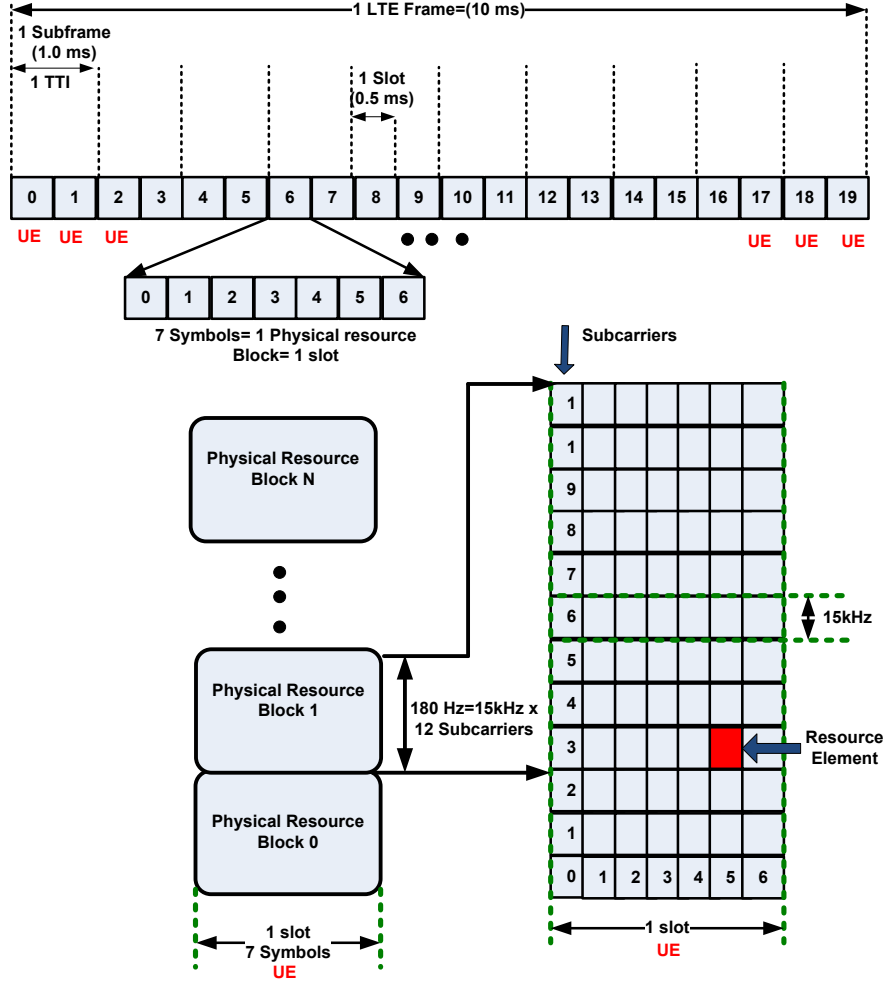 1 LTE Frame=(10 ms)
1 Subframe
(1.0 ms)
1 TTI
1 Slot
(0.5 ms)
0 1 2 3 4 5 6 7 8 9 10 11 12 13 14 15 16 17 18 19
UE UE UE UE UE UE
0 1 2 3 4 5 6
7 Symbols= 1 Physical resource
Block= 1 slot
Subcarriers
Physical Resource
Block N
Physical Resource
Block 1
Physical Resource
Block 0
180 Hz=15kHz x
12 Subcarriers
1 slot
7 Symbols
UE
1
1
9
8
7
6
5
4
3
2
1
0 1 2 3 4 5 6
15kHz
Resource
Element
1 slot
UE